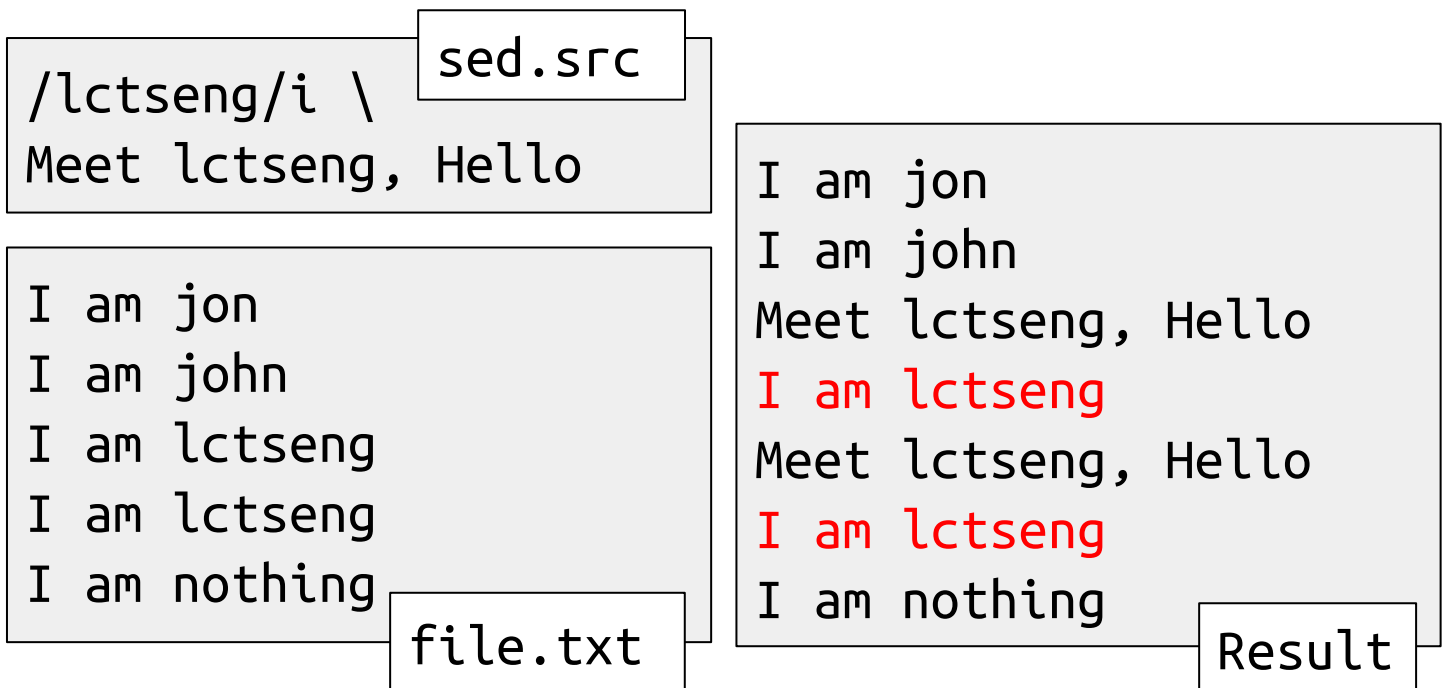 sed.src
/lctseng/i \
Meet lctseng, Hello
I am jon
I am john
I am lctseng
I am lctseng
I am nothing
file.txt
I am jon
I am john
Meet lctseng, Hello
I am lctseng
Meet lctseng, Hello
I am lctseng
I am nothing
Result